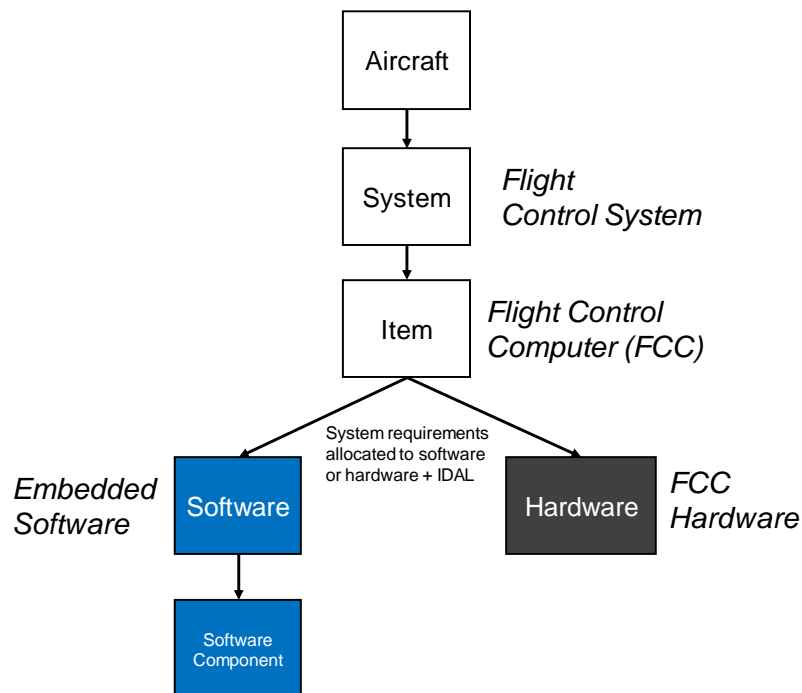 Aircraft
System
Flight
Control System
Item
Flight Control
Computer (FCC)
System requirements
allocated to software
or hardware + IDAL
Embedded
Software
Software
Hardware
FCC
Hardware
Software
Component